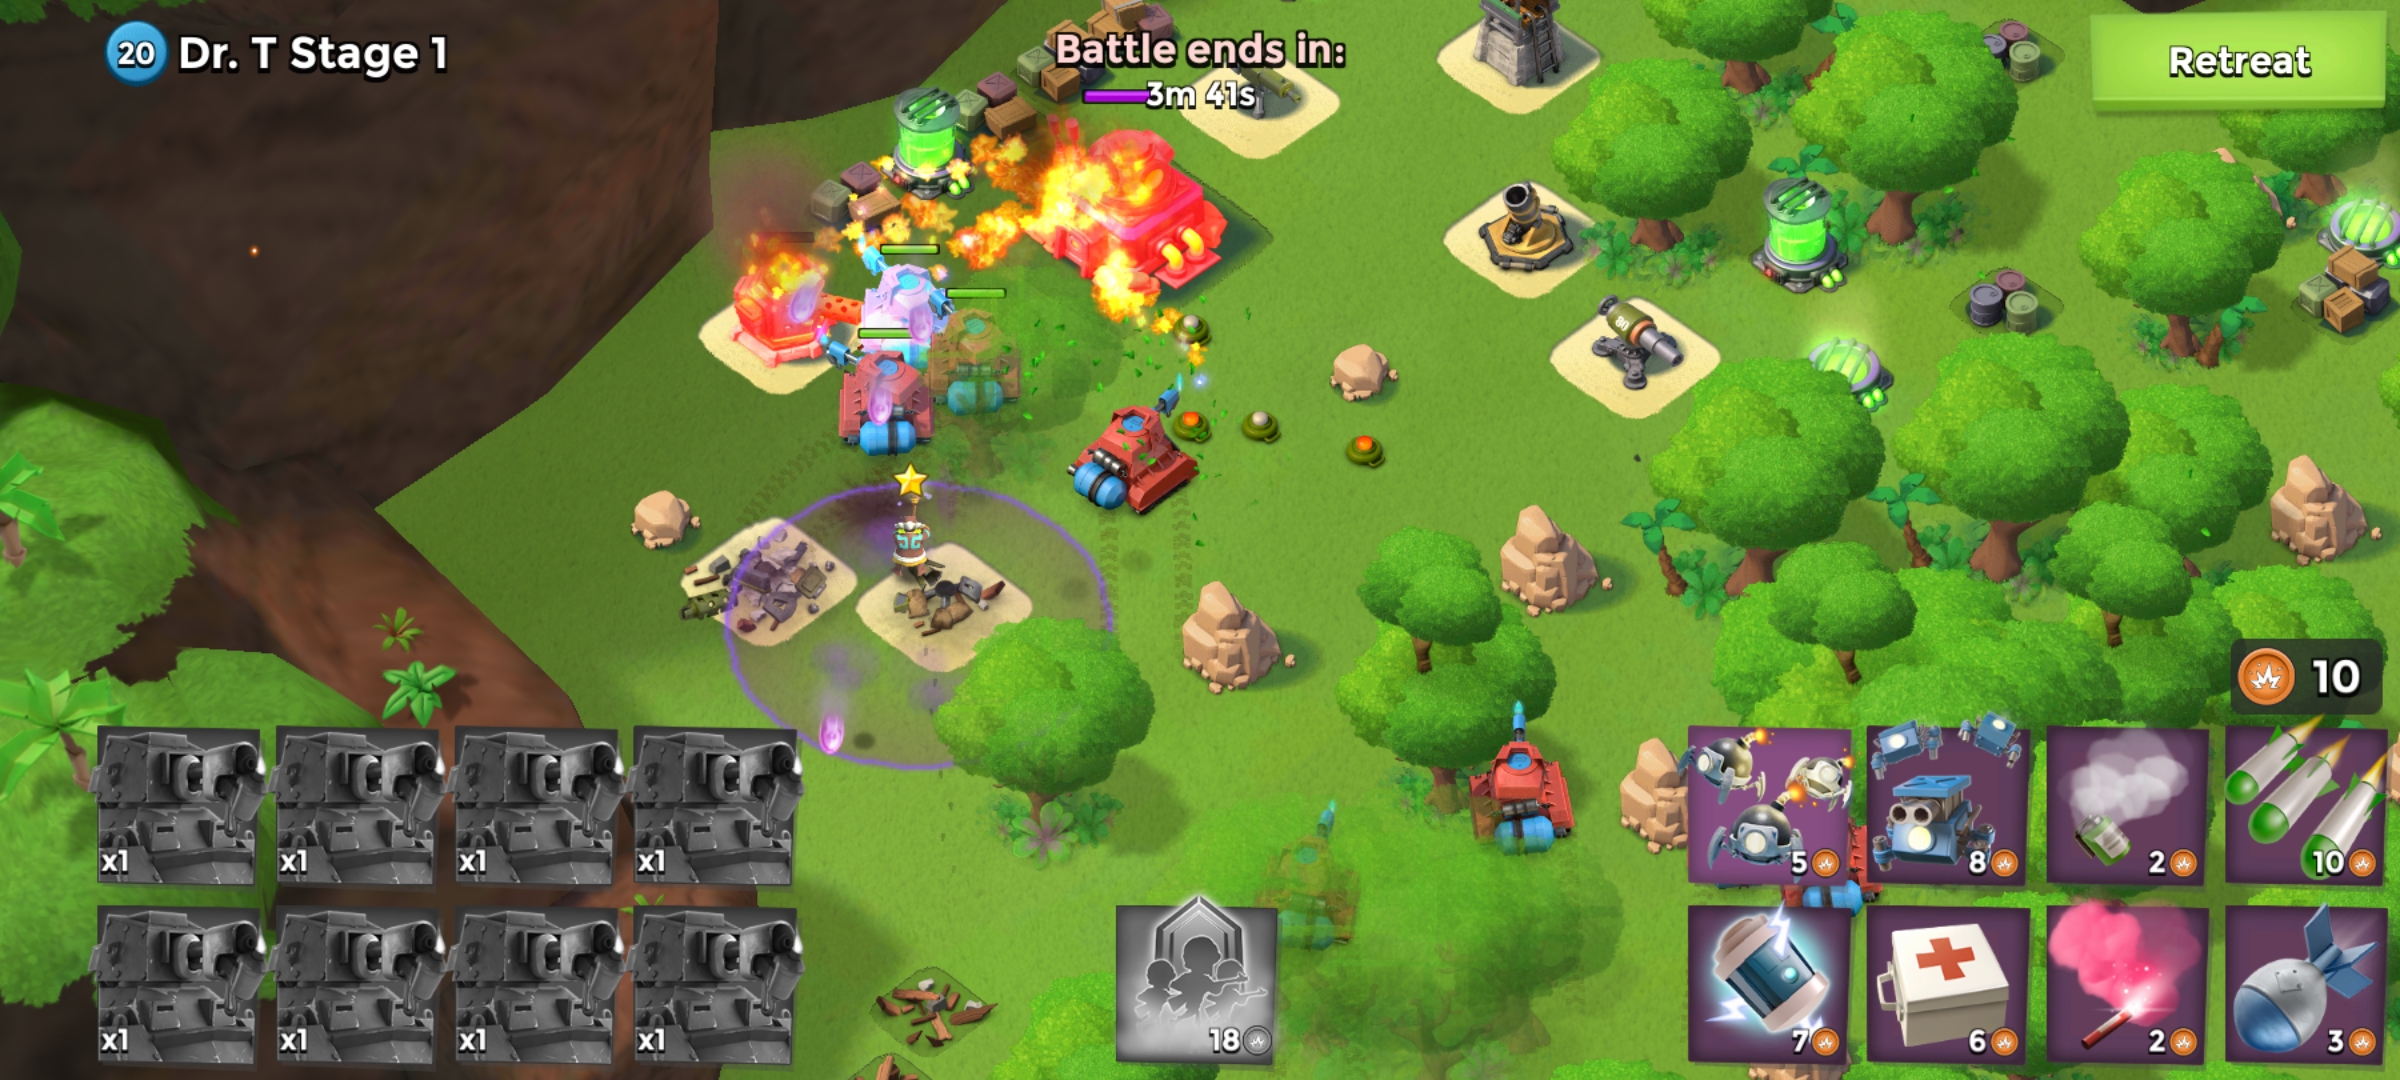 20 Dr. T Stage 1
Battle ends in:
3m 41s
Retreat
10
x1 x1 x1 x1
5 8 2 10
x1 x1 x1 x1
18
7 6 2 3